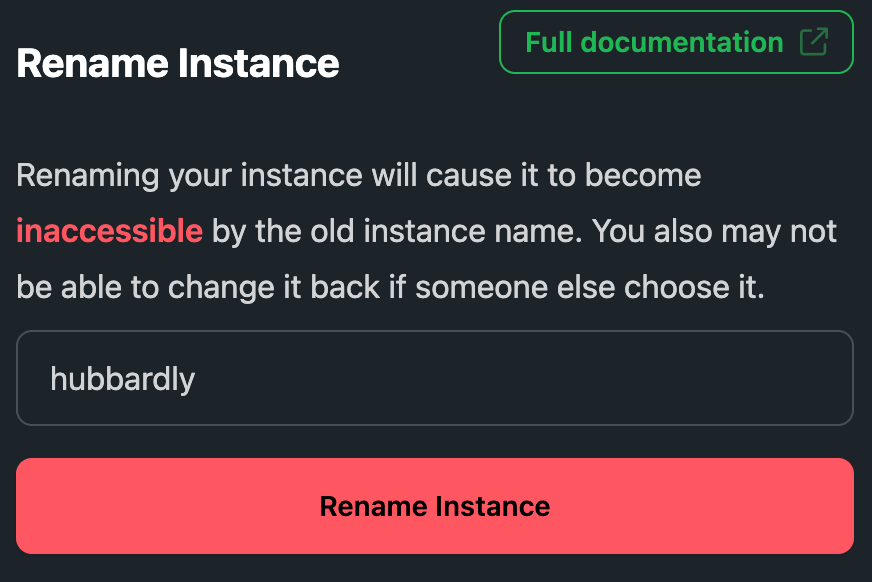 Full documentation
Rename Instance
Renaming your instance will cause it to become
inaccessible by the old instance name. You also may not
be able to change it back if someone else choose it.
hubbardly
Rename Instance